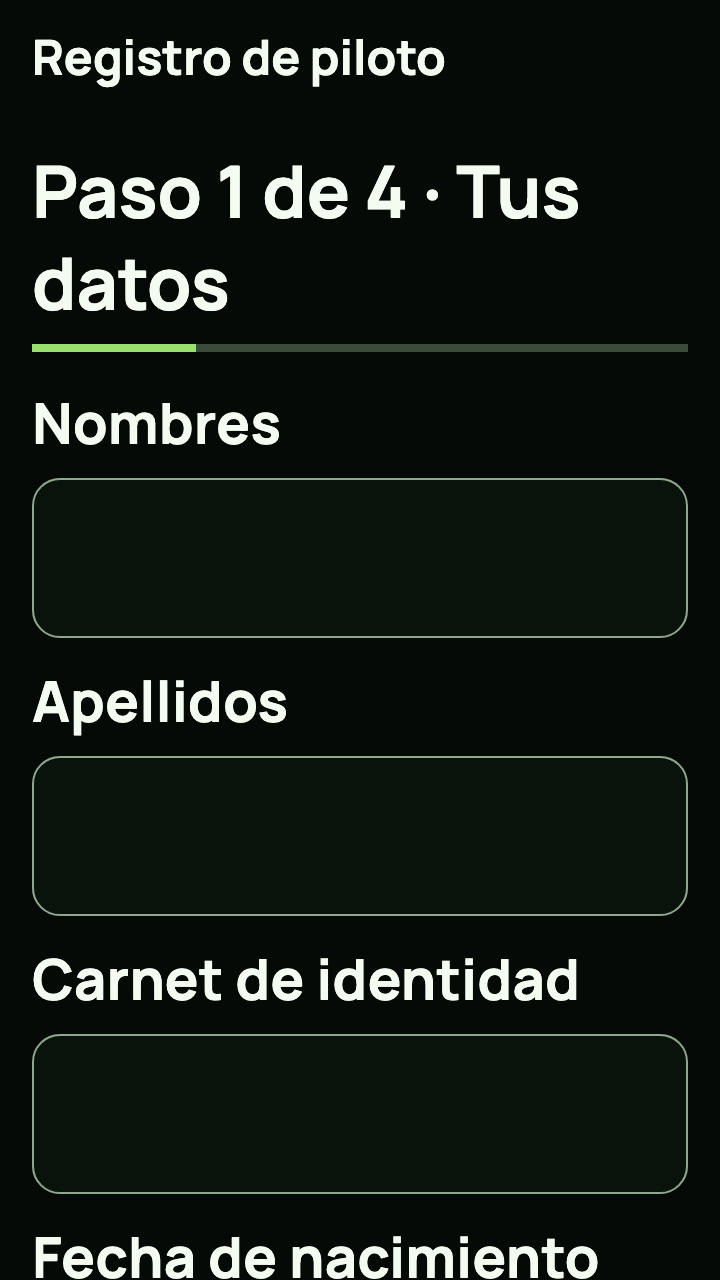 Registro de piloto
Paso 1 de 4 · Tus
datos
Nombres
Apellidos
Carnet de identidad
Fecha de nacimiento